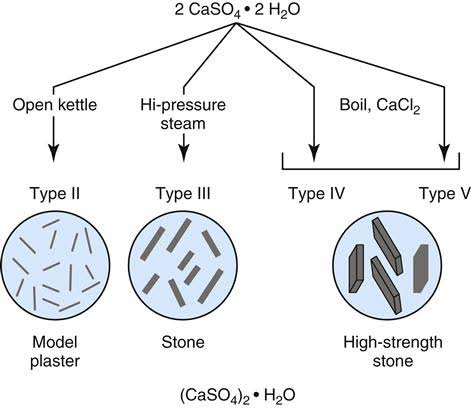 2 CaSO₄ • 2 H₂O
Open kettle
Hi-pressure
steam
Boil, CaCl₂
Type II
Type III
Type IV
Type V
Model
plaster
Stone
High-strength
stone
(CaSO₄)₂ • H₂O